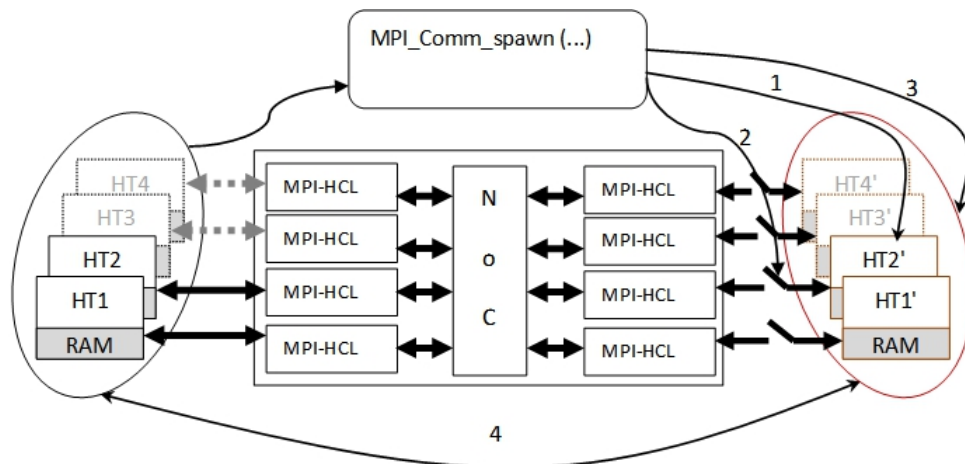 MPI_Comm_spawn (...)
1
3
2
HT4
HT3
HT2
HT1
RAM
MPI-HCL
MPI-HCL
MPI-HCL
MPI-HCL
N
o
C
MPI-HCL
MPI-HCL
MPI-HCL
MPI-HCL
HT4'
HT3'
HT2'
HT1'
RAM
4